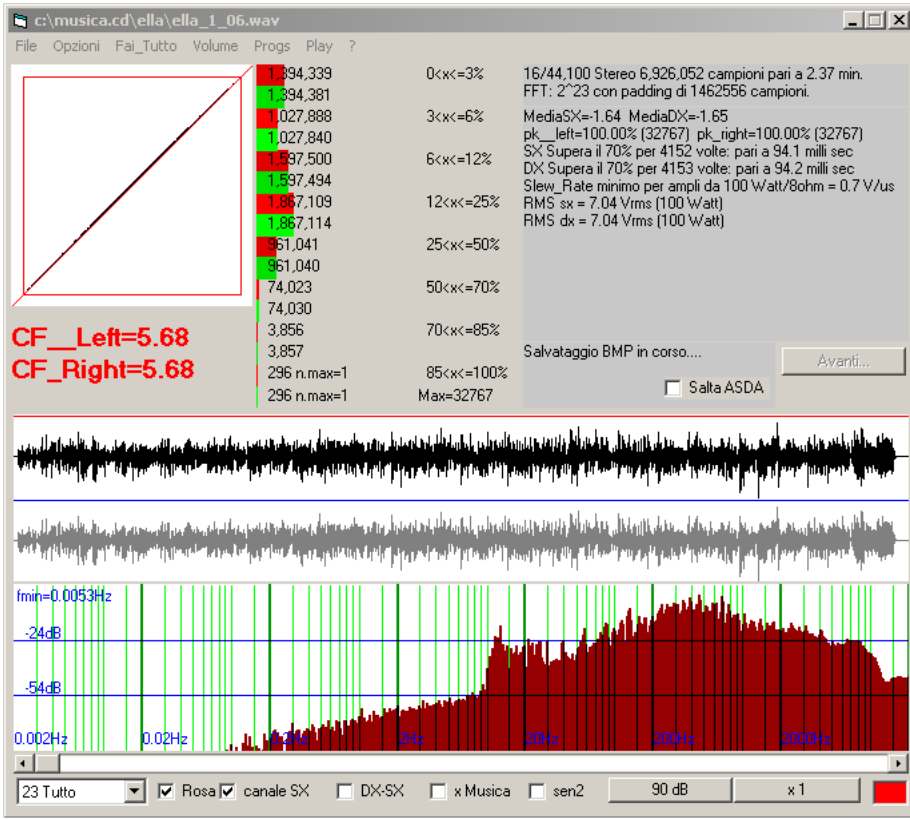 c:\musica.cd\ella\ella_1_06.wav
File Opzioni Fai_Tutto Volume Progs Play ?
1,394,339 0<x<=3%
1,394,381
1,027,888 3<x<=6%
1,027,840
1,597,500 6<x<=12%
1,597,494
1,867,109 12<x<=25%
1,867,114
961,041 25<x<=50%
961,040
74,023 50<x<=70%
74,030
3,856 70<x<=85%
3,857
296 n.max=1 85<x<=100%
296 n.max=1 Max=32767
CF__Left=5.68
CF_Right=5.68
16/44,100 Stereo 6,926,052 campioni pari a 2.37 min.
FFT: 2^23 con padding di 1462556 campioni.
MediaSX=-1.64 MediaDX=-1.65
pk__left=100.00% (32767) pk_right=100.00% (32767)
SX Supera il 70% per 4152 volte: pari a 94.1 milli sec
DX Supera il 70% per 4153 volte: pari a 94.2 milli sec
Slew_Rate minimo per ampli da 100 Watt/8ohm = 0.7 V/us
RMS sx = 7.04 Vrms (100 Watt)
RMS dx = 7.04 Vrms (100 Watt)
Salvataggio BMP in corso....
Avanti...
Salta ASDA
fmin=0.0053Hz
-24dB
-54dB
0.002Hz 0.02Hz 0.2Hz 2Hz 20Hz 200Hz 2000Hz
23 Tutto Rosa canale SX DX-SX x Musica sen2 90 dB x 1